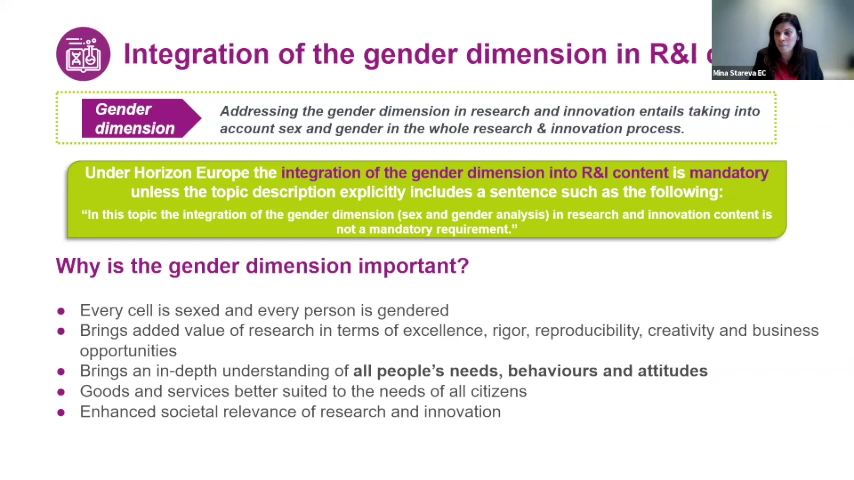 Integration of the gender dimension in R&I c
Mina Stareva EC
Gender
dimension
Addressing the gender dimension in research and innovation entails taking into
account sex and gender in the whole research & innovation process.
Under Horizon Europe the integration of the gender dimension into R&I content is mandatory
unless the topic description explicitly includes a sentence such as the following:
“In this topic the integration of the gender dimension (sex and gender analysis) in research and innovation content is
not a mandatory requirement.”
Why is the gender dimension important?
● Every cell is sexed and every person is gendered
● Brings added value of research in terms of excellence, rigor, reproducibility, creativity and business
opportunities
● Brings an in-depth understanding of all people’s needs, behaviours and attitudes
● Goods and services better suited to the needs of all citizens
● Enhanced societal relevance of research and innovation